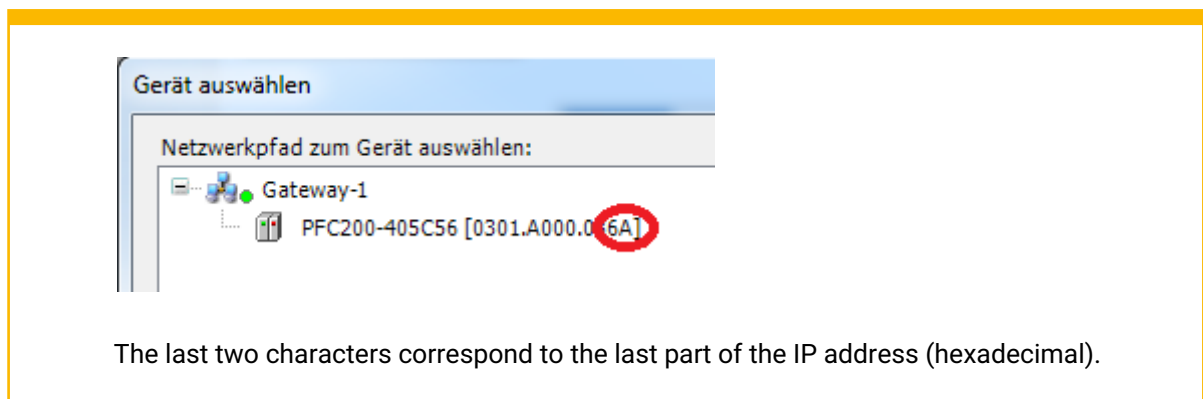 Gerät auswählen
Netzwerkpfad zum Gerät auswählen:
Gateway-1
PFC200-405C56 [0301.A000. 6A]
The last two characters correspond to the last part of the IP address (hexadecimal).